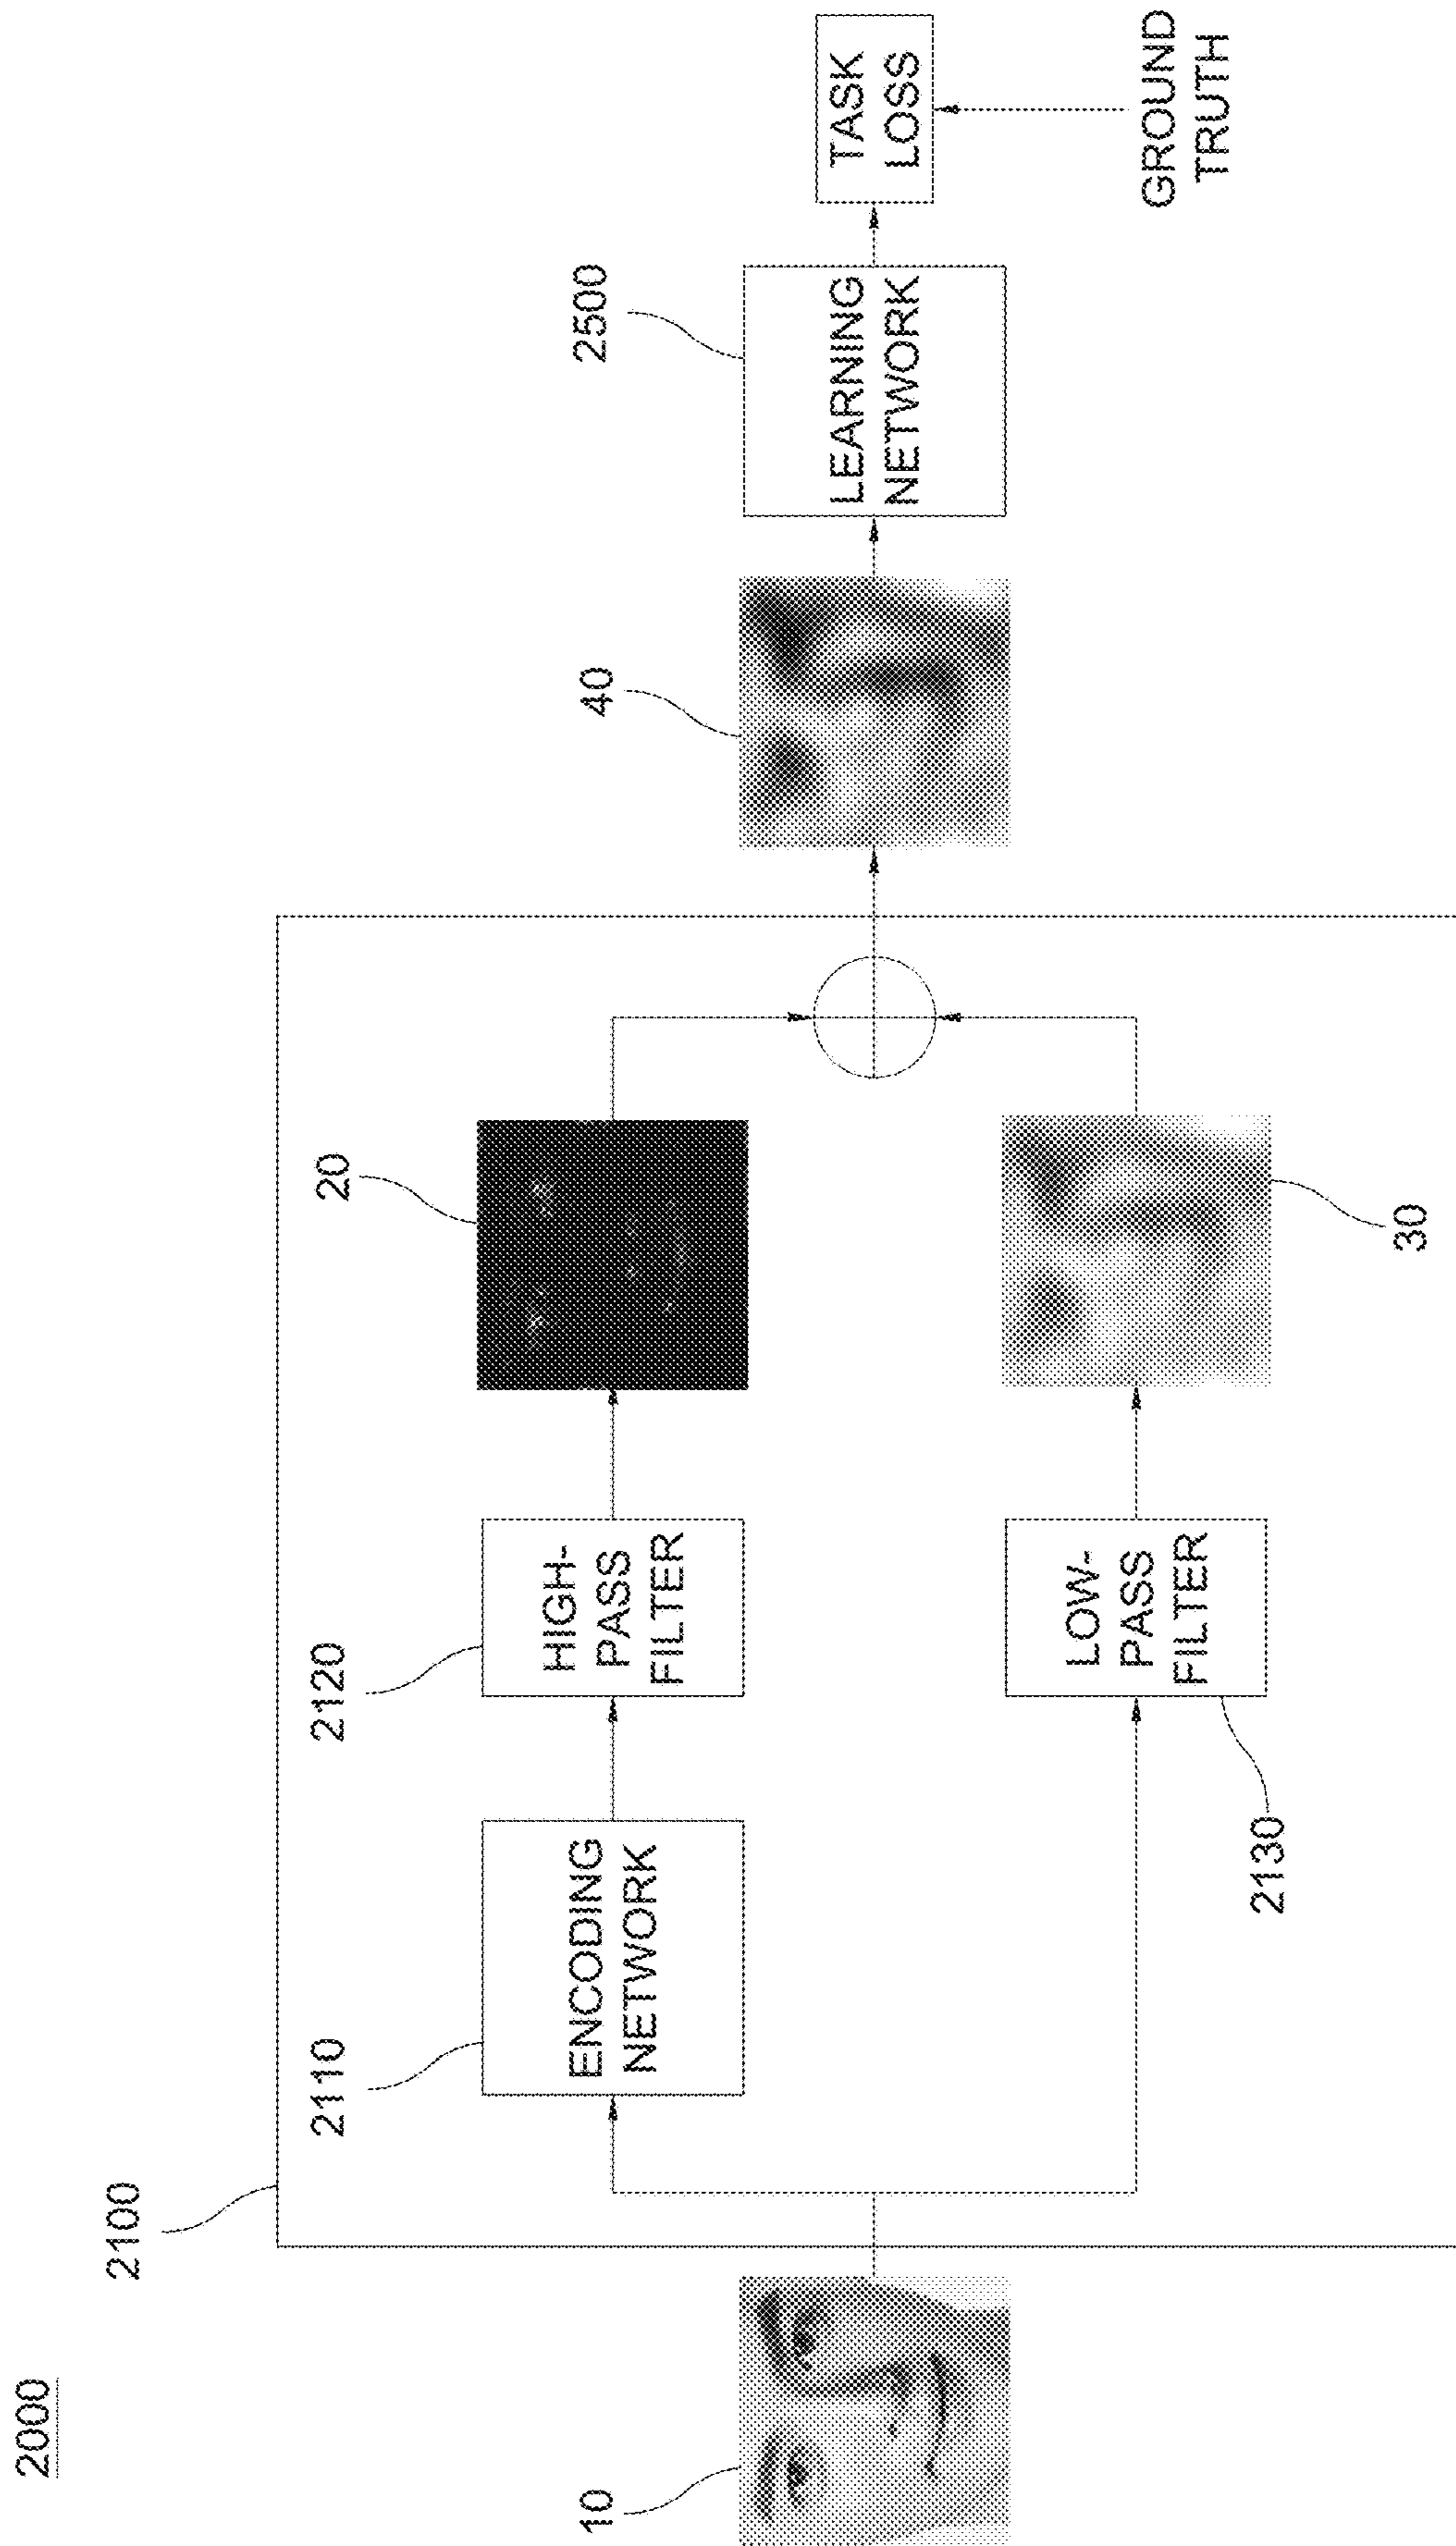 2000
2100
2110
2120
20
ENCODING
NETWORK
HIGH-
PASS
FILTER
10
40
2500
LEARNING
NETWORK
TASK
LOSS
GROUND
TRUTH
LOW-
PASS
FILTER
2130
30